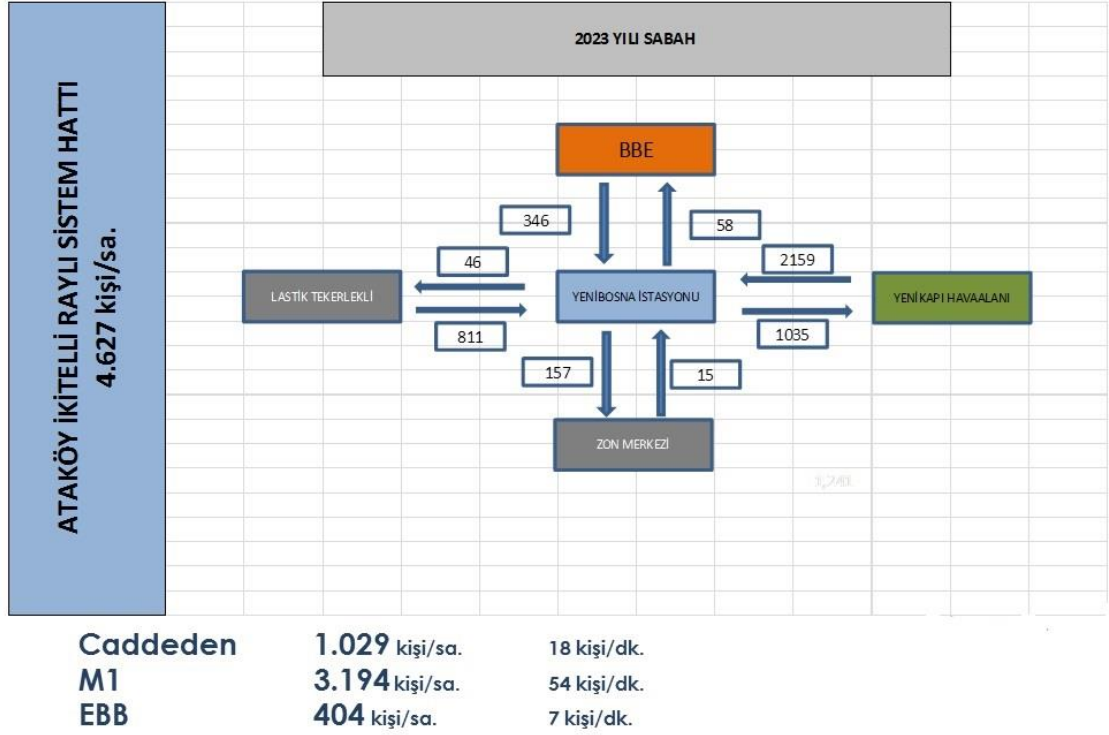 2023 YILI SABAH
ATAKÖY İKİTELLİ RAYLI SİSTEM HATTI
4.627 kişi/sa.
BBE
346
58
46
2159
LASTİK TEKERLEKLİ
YENİBOSNA İSTASYONU
YENİKAPI HAVAALANI
811
1035
157
15
ZON MERKEZİ
Caddeden 1.029 kişi/sa. 18 kişi/dk.
M1 3.194 kişi/sa. 54 kişi/dk.
EBB 404 kişi/sa. 7 kişi/dk.